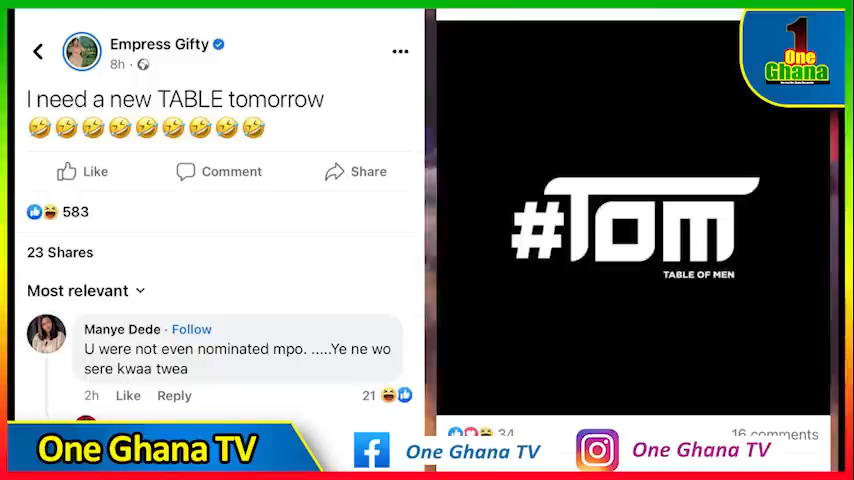 Empress Gifty
8h ·
I need a new TABLE tomorrow
🤣🤣🤣🤣🤣🤣🤣🤣🤣
Like Comment Share
583
23 Shares
Most relevant
Manye Dede · Follow
U were not even nominated mpo. .....Ye ne wo
sere kwaa twea
2h Like Reply 21
#TOM
TABLE OF MEN
34 16 comments
1
One
Ghana
One Ghana TV
One Ghana TV
One Ghana TV